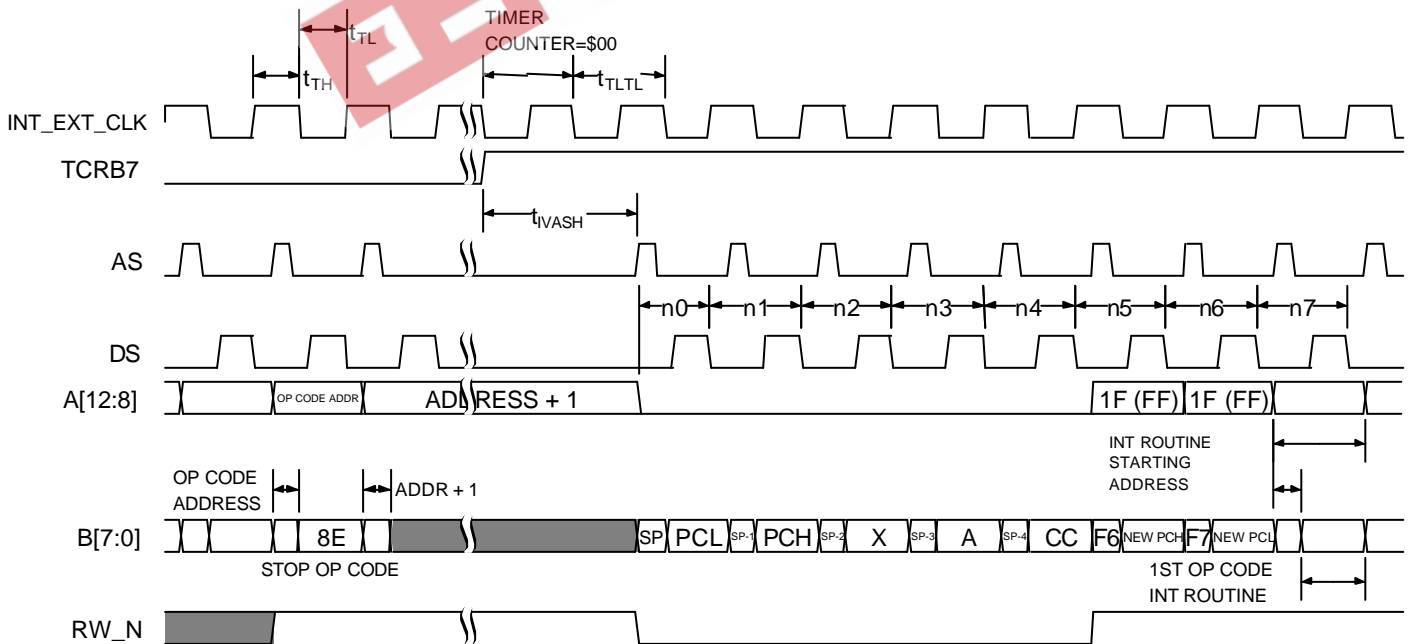 TIMER
COUNTER=$00
tTL
tTH
tTLTL
INT_EXT_CLK
TCRB7
tIVASH
AS
n0 n1 n2 n3 n4 n5 n6 n7
DS
A[12:8] OP CODE ADDR ADDRESS + 1 1F (FF) 1F (FF)
INT ROUTINE
STARTING
ADDRESS
OP CODE
ADDRESS
ADDR + 1
B[7:0] 8E SP PCL SP-1 PCH SP-2 X SP-3 A SP-4 CC F6 NEW PCH F7 NEW PCL
STOP OP CODE
1ST OP CODE
INT ROUTINE
RW_N